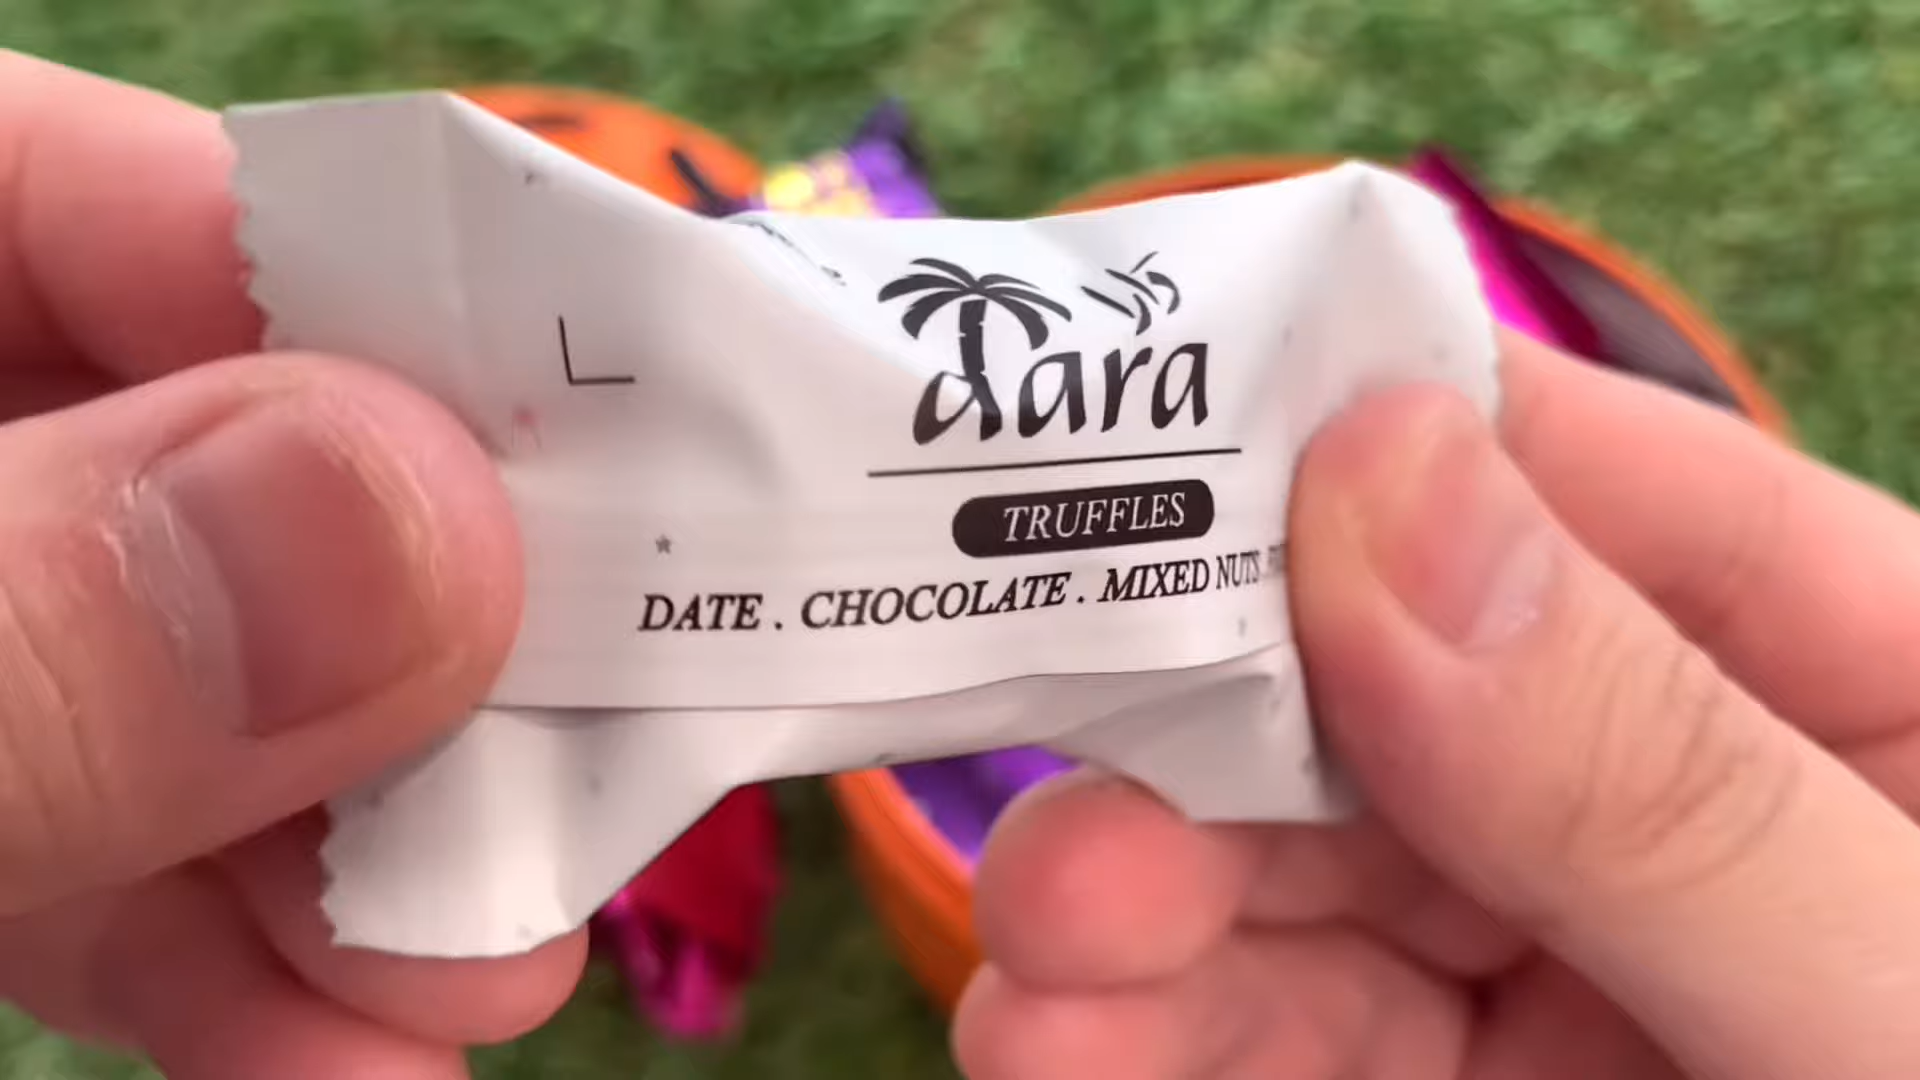 dara
TRUFFLES
DATE . CHOCOLATE . MIXED NUTS